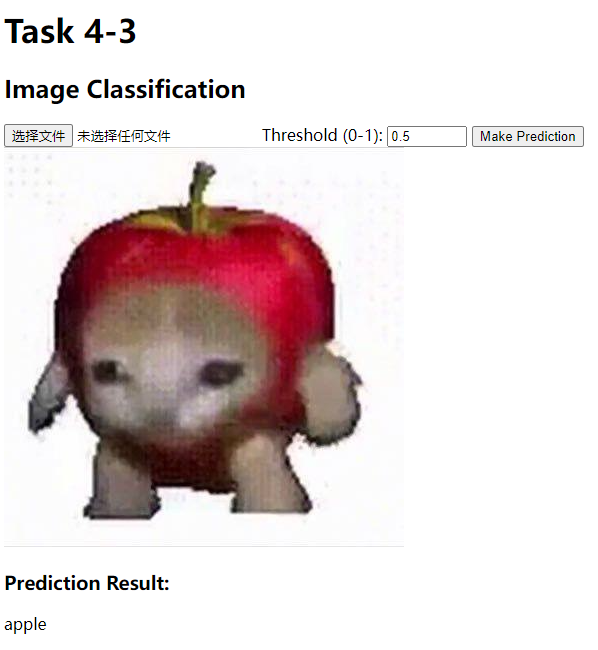 Task 4-3
Image Classification
选择文件 未选择任何文件 Threshold (0-1): 0.5 Make Prediction
Prediction Result:
apple